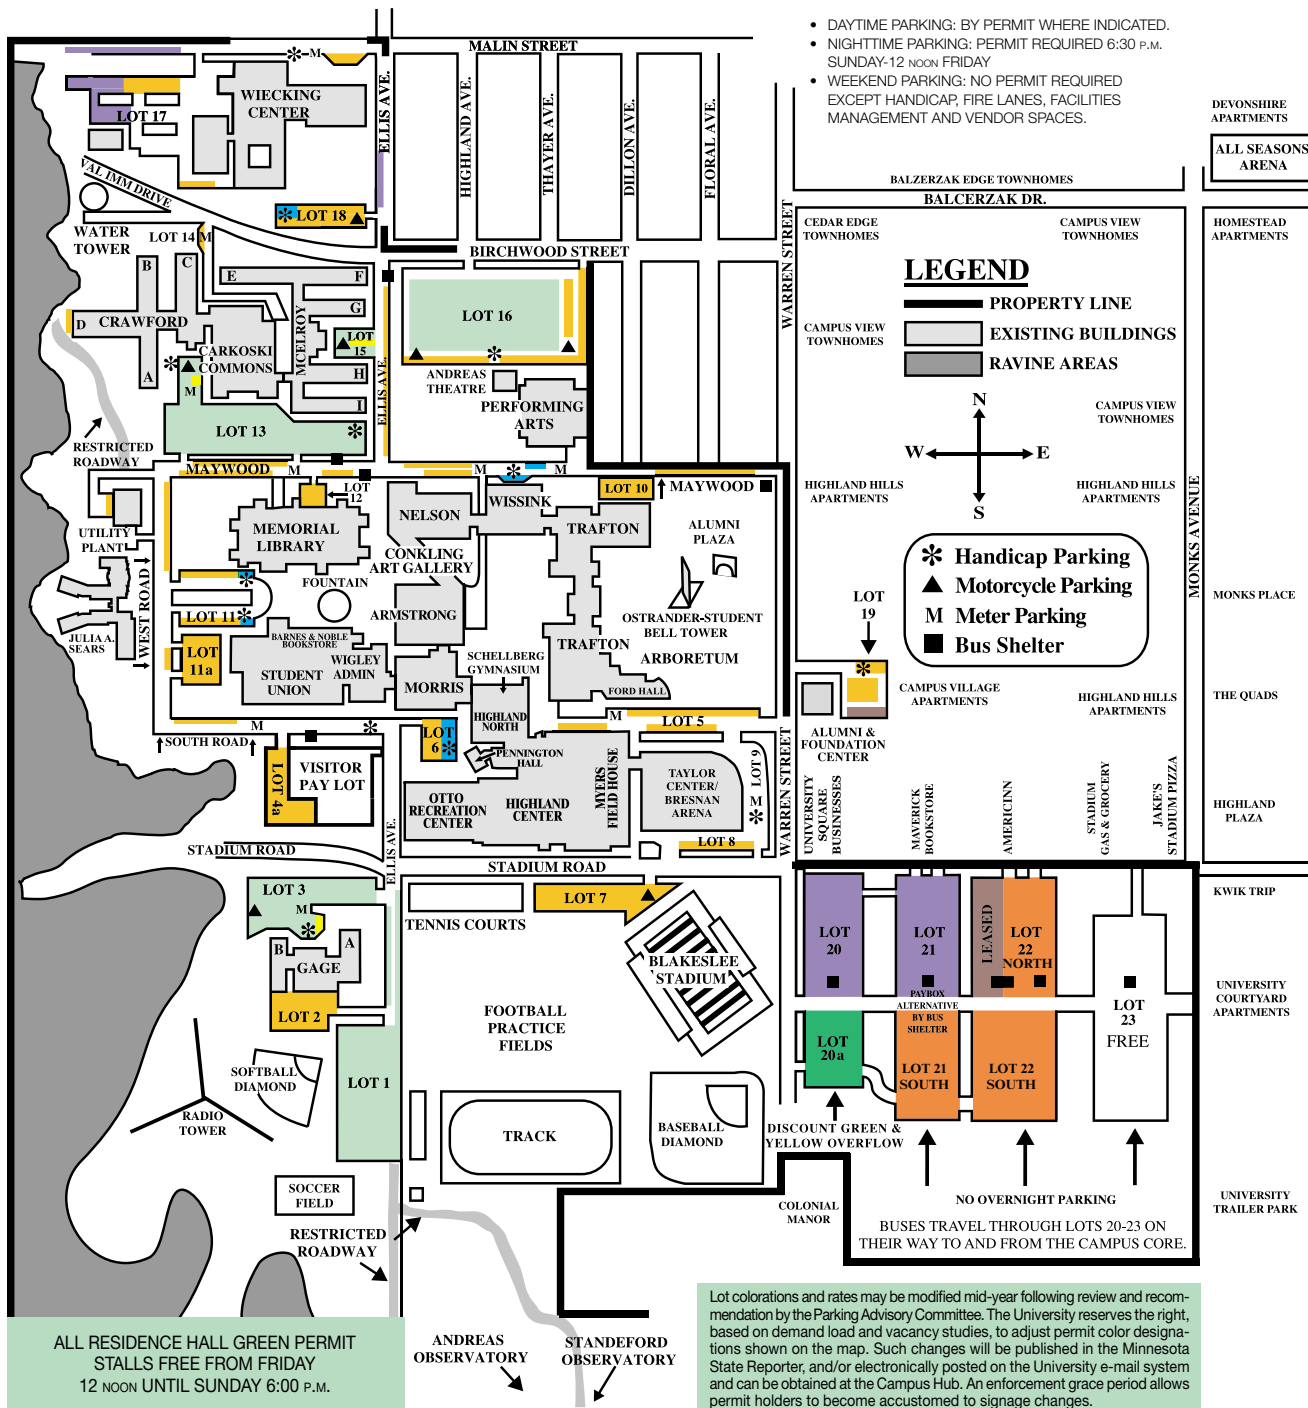 • DAYTIME PARKING: BY PERMIT WHERE INDICATED.
• NIGHTTIME PARKING: PERMIT REQUIRED 6:30 P.M.
SUNDAY-12 NOON FRIDAY
• WEEKEND PARKING: NO PERMIT REQUIRED
EXCEPT HANDICAP, FIRE LANES, FACILITIES
MANAGEMENT AND VENDOR SPACES.
MALIN STREET
ELLIS AVE.
HIGHLAND AVE.
THAYER AVE.
DILLON AVE.
FLORAL AVE.
M
WIECKING
CENTER
LOT 17
VAL IMM DRIVE
WATER
TOWER
LOT 14
M
LOT 18
BIRCHWOOD STREET
WARREN STREET
DEVONSHIRE
APARTMENTS
ALL SEASONS
ARENA
BALZERZAK EDGE TOWNHOMES
BALCERZAK DR.
CEDAR EDGE
TOWNHOMES
CAMPUS VIEW
TOWNHOMES
HOMESTEAD
APARTMENTS
LEGEND
PROPERTY LINE
EXISTING BUILDINGS
RAVINE AREAS
CAMPUS VIEW
TOWNHOMES
N
W
E
S
CAMPUS VIEW
TOWNHOMES
HIGHLAND HILLS
APARTMENTS
HIGHLAND HILLS
APARTMENTS
MONKS AVENUE
Handicap Parking
Motorcycle Parking
M Meter Parking
Bus Shelter
B
C
D
CRAWFORD
A
E
F
G
H
I
MCELROY
CARKOSKI
COMMONS
M
LOT
15
LOT 13
LOT 16
ELLIS AVE.
ANDREAS
THEATRE
PERFORMING
ARTS
RESTRICTED
ROADWAY
MAYWOOD
M
M
M
LOT
12
LOT 10
MAYWOOD
UTILITY
PLANT
MEMORIAL
LIBRARY
NELSON
WISSINK
TRAFTON
ALUMNI
PLAZA
CONKLING
ART GALLERY
FOUNTAIN
WEST ROAD
JULIA A.
SEARS
LOT 11
LOT
11a
ARMSTRONG
BARNES & NOBLE
BOOKSTORE
STUDENT
UNION
WIGLEY
ADMIN
MORRIS
SCHELLBERG
GYMNASIUM
TRAFTON
FORD HALL
OSTRANDER-STUDENT
BELL TOWER
ARBORETUM
LOT
19
MONKS PLACE
CAMPUS VILLAGE
APARTMENTS
HIGHLAND HILLS
APARTMENTS
THE QUADS
ALUMNI &
FOUNDATION
CENTER
M
SOUTH ROAD
LOT 4a
VISITOR
PAY LOT
LOT
6
HIGHLAND
NORTH
PENNINGTON
HALL
M
LOT 5
OTTO
RECREATION
CENTER
HIGHLAND
CENTER
MYERS
FIELD HOUSE
TAYLOR
CENTER/
BRESNAN
ARENA
LOT 9
M
LOT 8
WARREN STREET
UNIVERSITY
SQUARE
BUSINESSES
MAVERICK
BOOKSTORE
AMERICINN
STADIUM
GAS & GROCERY
JAKE'S
STADIUM PIZZA
HIGHLAND
PLAZA
STADIUM ROAD
ELLIS AVE.
STADIUM ROAD
KWIK TRIP
LOT 3
M
B
A
GAGE
LOT 2
LOT 1
TENNIS COURTS
LOT 7
BLAKESLEE
STADIUM
FOOTBALL
PRACTICE
FIELDS
LOT
20
LOT
21
LEASED
LOT
22
NORTH
PAYBOX
ALTERNATIVE
BY BUS
SHELTER
LOT
23
FREE
UNIVERSITY
COURTYARD
APARTMENTS
LOT
20a
LOT 21
SOUTH
LOT 22
SOUTH
SOFTBALL
DIAMOND
RADIO
TOWER
TRACK
BASEBALL
DIAMOND
DISCOUNT GREEN &
YELLOW OVERFLOW
SOCCER
FIELD
COLONIAL
MANOR
NO OVERNIGHT PARKING
UNIVERSITY
TRAILER PARK
RESTRICTED
ROADWAY
BUSES TRAVEL THROUGH LOTS 20-23 ON
THEIR WAY TO AND FROM THE CAMPUS CORE.
ALL RESIDENCE HALL GREEN PERMIT
STALLS FREE FROM FRIDAY
12 NOON UNTIL SUNDAY 6:00 P.M.
ANDREAS
OBSERVATORY
STANDEFORD
OBSERVATORY
Lot colorations and rates may be modified mid-year following review and recom-
mendation by the Parking Advisory Committee. The University reserves the right,
based on demand load and vacancy studies, to adjust permit color designa-
tions shown on the map. Such changes will be published in the Minnesota
State Reporter, and/or electronically posted on the University e-mail system
and can be obtained at the Campus Hub. An enforcement grace period allows
permit holders to become accustomed to signage changes.